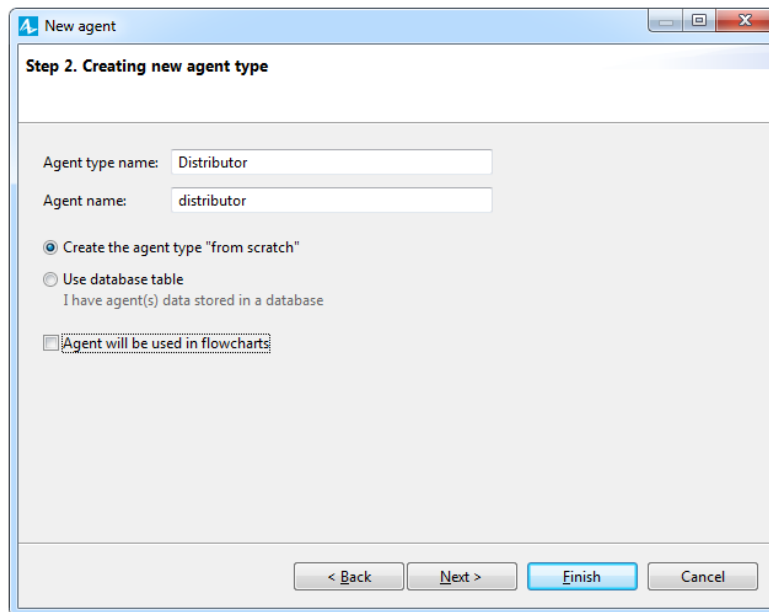 New agent
Step 2. Creating new agent type
Agent type name: Distributor
Agent name: distributor
Create the agent type "from scratch"
Use database table
I have agent(s) data stored in a database
Agent will be used in flowcharts
< Back Next > Finish Cancel